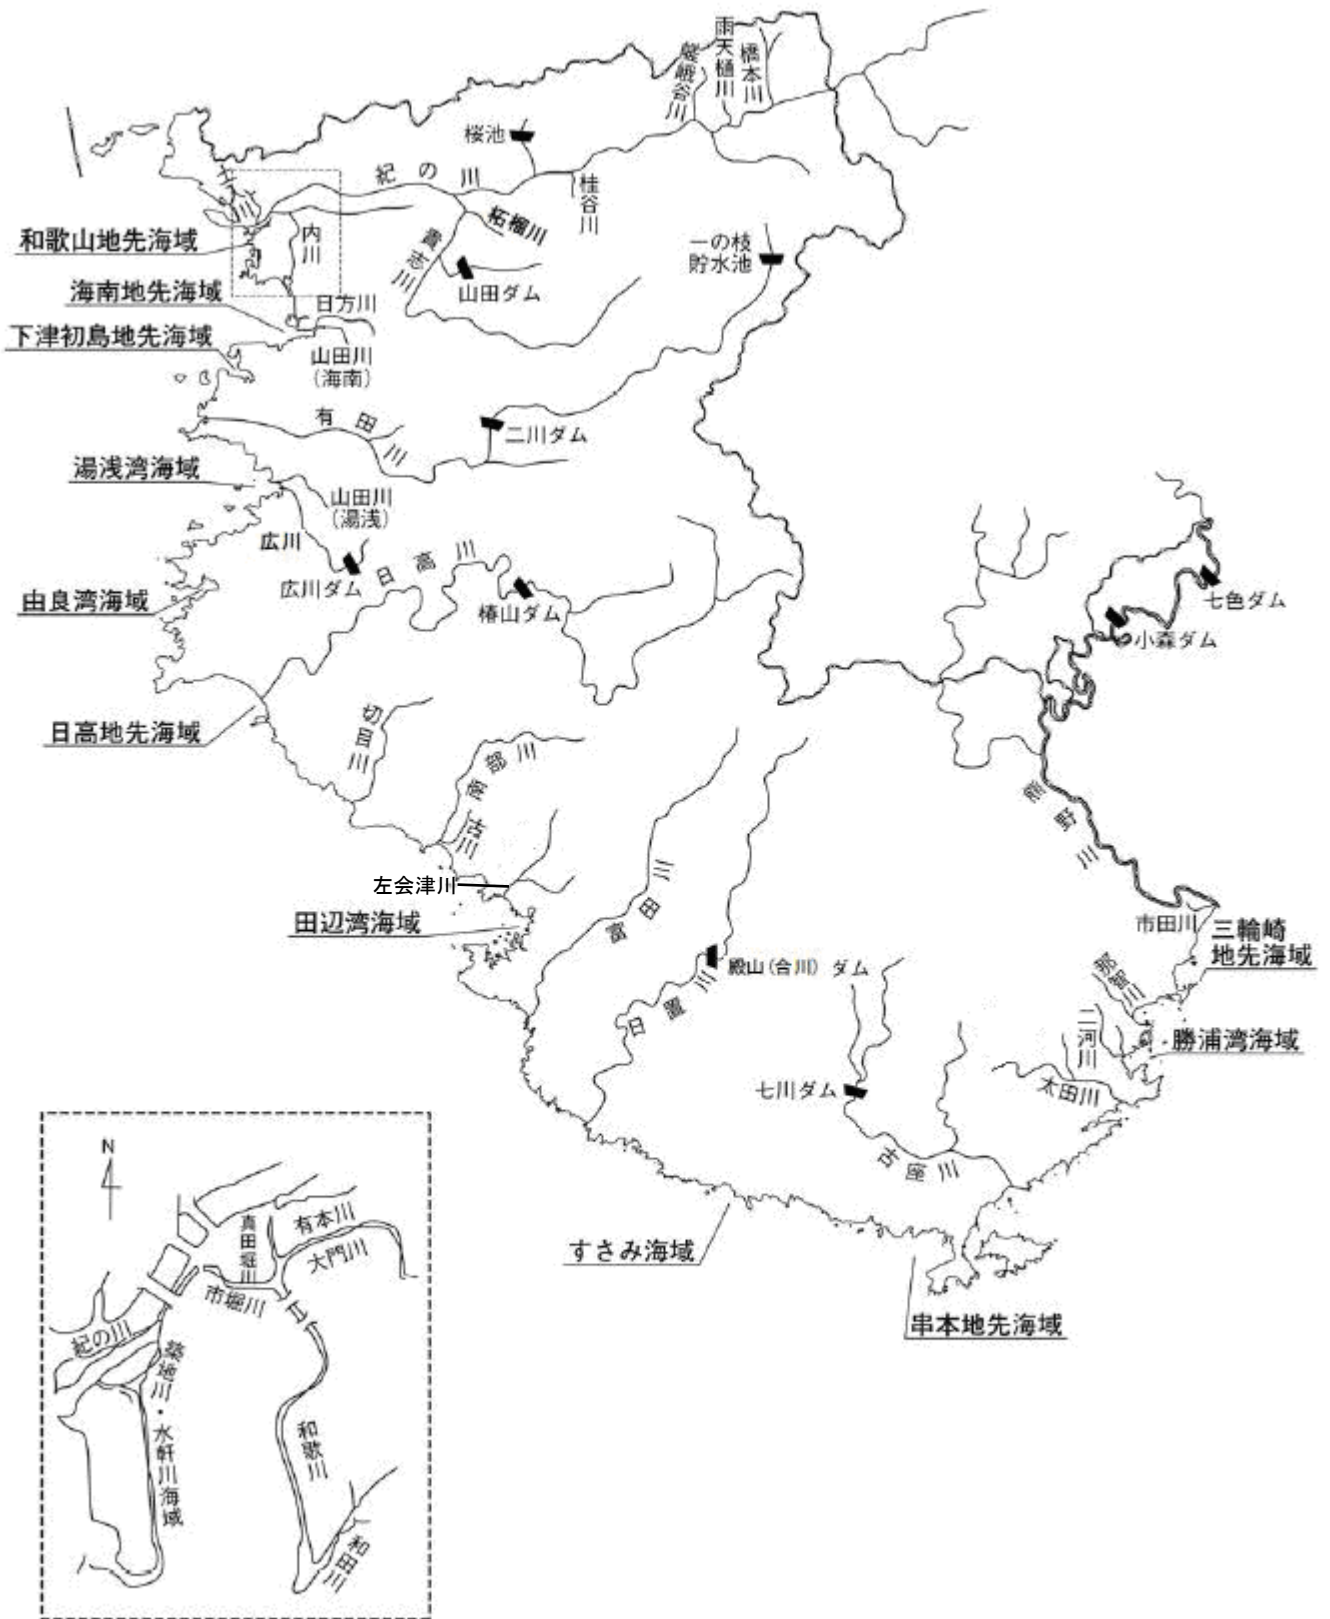 嵯峨谷川
雨天樋川
橋本川
桜池
紀の川
桂谷川
土入川
柘榴川
和歌山地先海域
内川
貴志川
一の枝
貯水池
山田ダム
海南地先海域
日方川
下津初島地先海域
山田川
(海南)
有田川
二川ダム
湯浅湾海域
山田川
(湯浅)
広川
日高川
広川ダム
椿山ダム
由良湾海域
七色ダム
小森ダム
日高地先海域
切目川
南部川
古川
熊野川
左会津川
田辺湾海域
富田川
市田川
三輪崎
地先海域
殿山(合川) ダム
日置川
那智川
二河川
勝浦湾海域
太田川
七川ダム
古座川
すさみ海域
串本地先海域
N
真田堀川
有本川
大門川
市堀川
紀の川
築地川・水軒川海域
和歌川
和田川